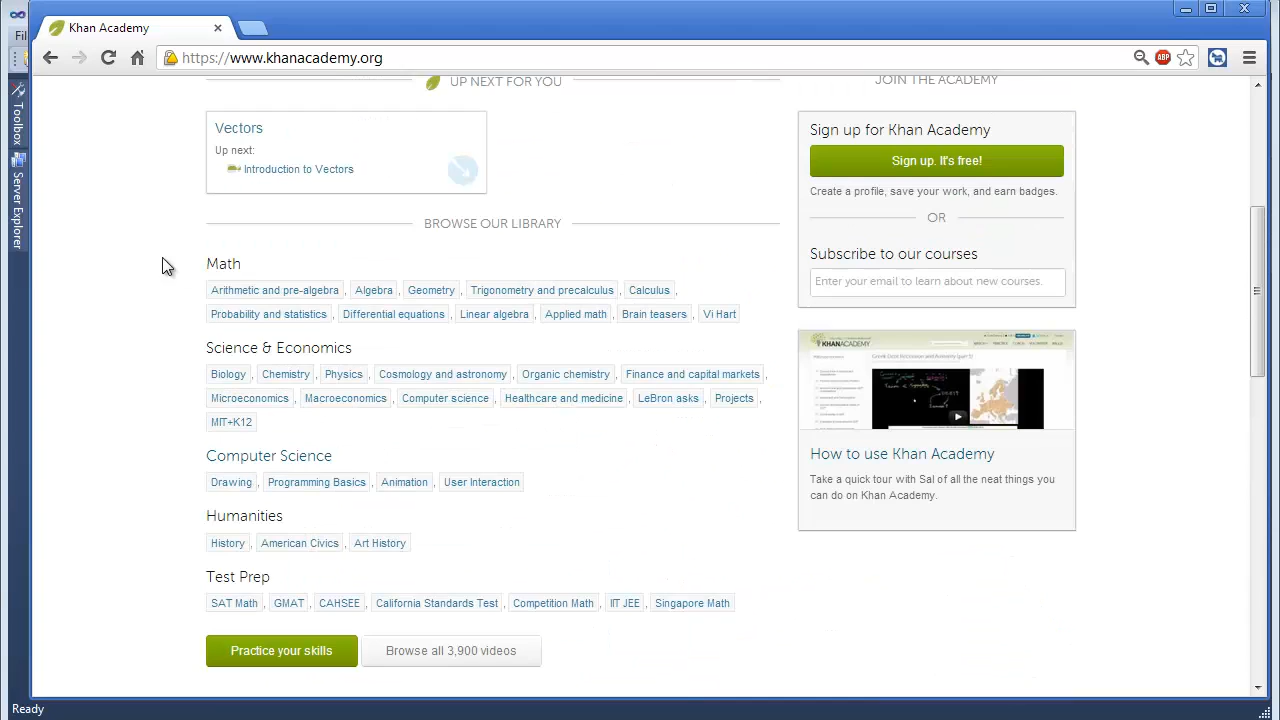 Khan Academy
Fil
https://www.khanacademy.org
ABP
Toolbox
Server Explorer
UP NEXT FOR YOU
JOIN THE ACADEMY
Vectors
Up next:
Introduction to Vectors
Sign up for Khan Academy
Sign up. It's free!
Create a profile, save your work, and earn badges.
OR
Subscribe to our courses
Enter your email to learn about new courses.
BROWSE OUR LIBRARY
Math
Arithmetic and pre-algebra, Algebra, Geometry, Trigonometry and precalculus, Calculus,
Probability and statistics, Differential equations, Linear algebra, Applied math, Brain teasers, Vi Hart
Science & E
Biology, Chemistry, Physics, Cosmology and astronomy, Organic chemistry, Finance and capital markets,
Microeconomics, Macroeconomics, Computer science, Healthcare and medicine, LeBron asks, Projects,
MIT+K12
Computer Science
Drawing, Programming Basics, Animation, User Interaction
Humanities
History, American Civics, Art History
Test Prep
SAT Math, GMAT, CAHSEE, California Standards Test, Competition Math, IIT JEE, Singapore Math
Practice your skills
Browse all 3,900 videos
KHANACADEMY
How to use Khan Academy
Take a quick tour with Sal of all the neat things you
can do on Khan Academy.
Ready